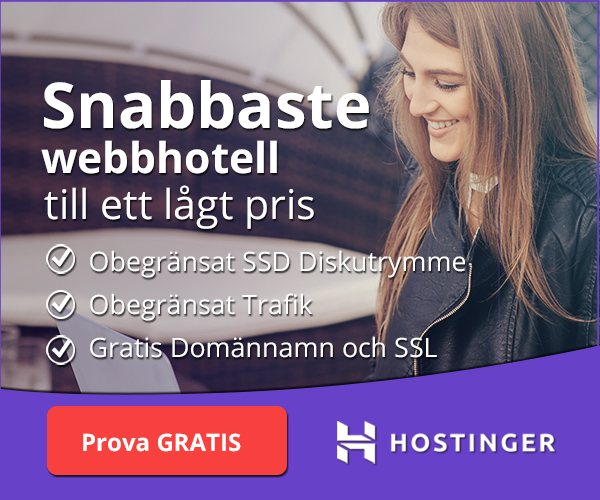 Snabbaste
webbhotell
till ett lågt pris
Obegränsat SSD Diskutrymme
Obegränsat Trafik
Gratis Domännamn och SSL
Prova GRATIS
HOSTINGER